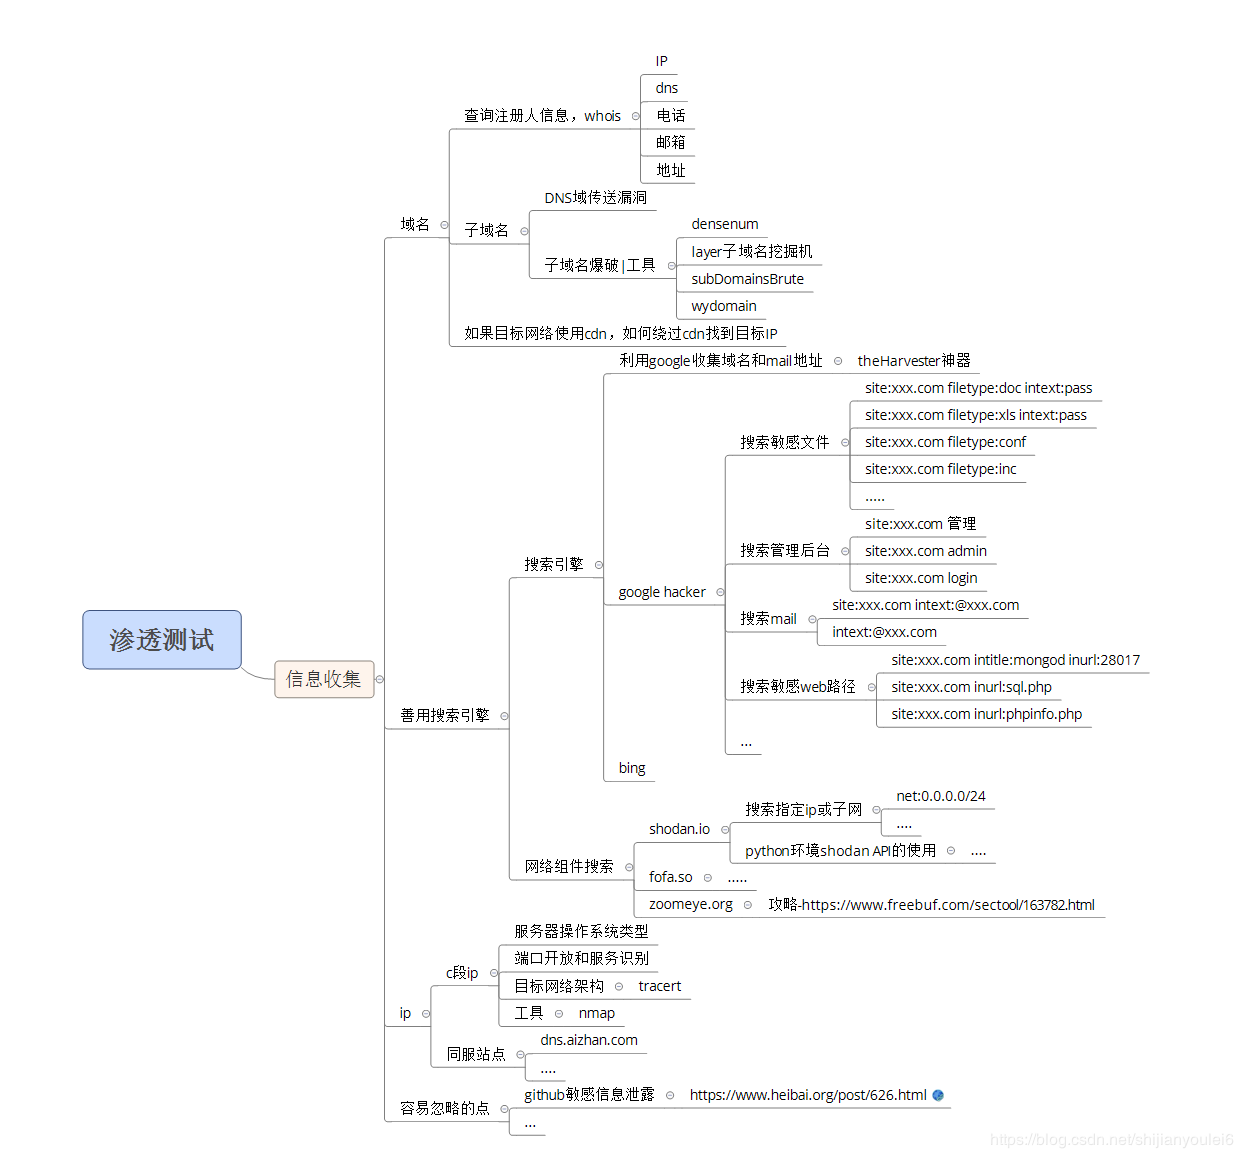 IP
dns
查询注册人信息，whois
电话
邮箱
地址
DNS域传送漏洞
域名
子域名
densenum
layer子域名挖掘机
子域名爆破|工具
subDomainsBrute
wydomain
如果目标网络使用cdn，如何绕过cdn找到目标IP
利用google收集域名和mail地址
theHarvester神器
site:xxx.com filetype:doc intext:pass
site:xxx.com filetype:xls intext:pass
搜索敏感文件
site:xxx.com filetype:conf
site:xxx.com filetype:inc
.....
site:xxx.com 管理
搜索管理后台
site:xxx.com admin
搜索引擎
site:xxx.com login
google hacker
site:xxx.com intext:@xxx.com
搜索mail
intext:@xxx.com
渗透测试
site:xxx.com intitle:mongod inurl:28017
信息收集
搜索敏感web路径
site:xxx.com inurl:sql.php
善用搜索引擎
site:xxx.com inurl:phpinfo.php
...
bing
net:0.0.0.0/24
搜索指定ip或子网
....
shodan.io
python环境shodan API的使用
....
网络组件搜索
fofa.so
.....
zoomeye.org
攻略-https://www.freebuf.com/sectool/163782.html
服务器操作系统类型
端口开放和服务识别
c段ip
目标网络架构
tracert
ip
工具
nmap
dns.aizhan.com
同服站点
....
github敏感信息泄露
https://www.heibai.org/post/626.html
容易忽略的点
...
https://blog.csdn.net/shijianyoulei6